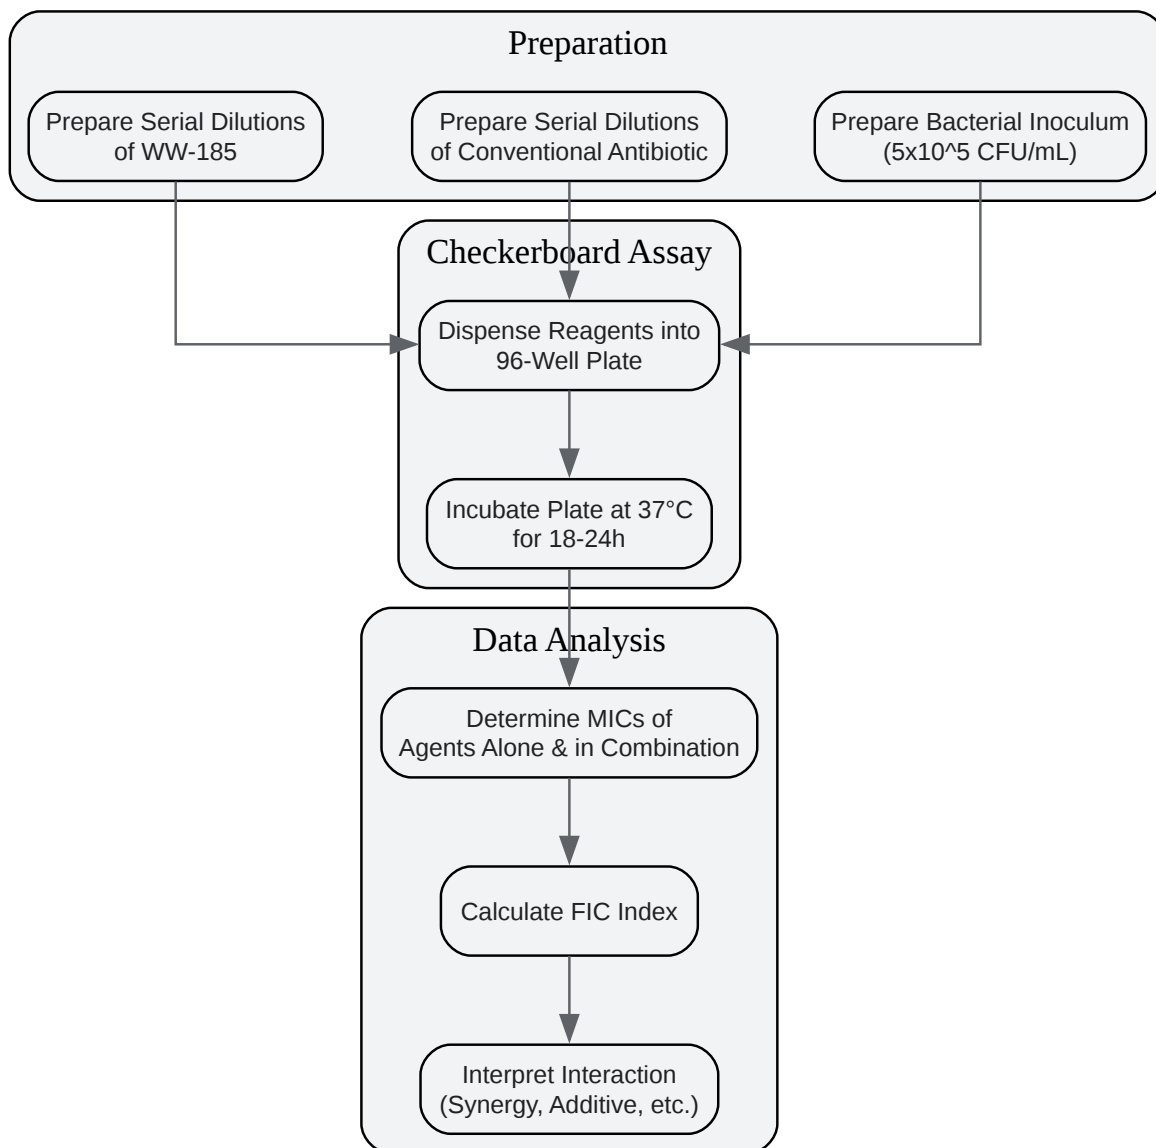 Preparation
Prepare Serial Dilutions
of WW-185
Prepare Serial Dilutions
of Conventional Antibiotic
Prepare Bacterial Inoculum
(5x10^5 CFU/mL)
Checkerboard Assay
Dispense Reagents into
96-Well Plate
Incubate Plate at 37°C
for 18-24h
Data Analysis
Determine MICs of
Agents Alone & in Combination
Calculate FIC Index
Interpret Interaction
(Synergy, Additive, etc.)